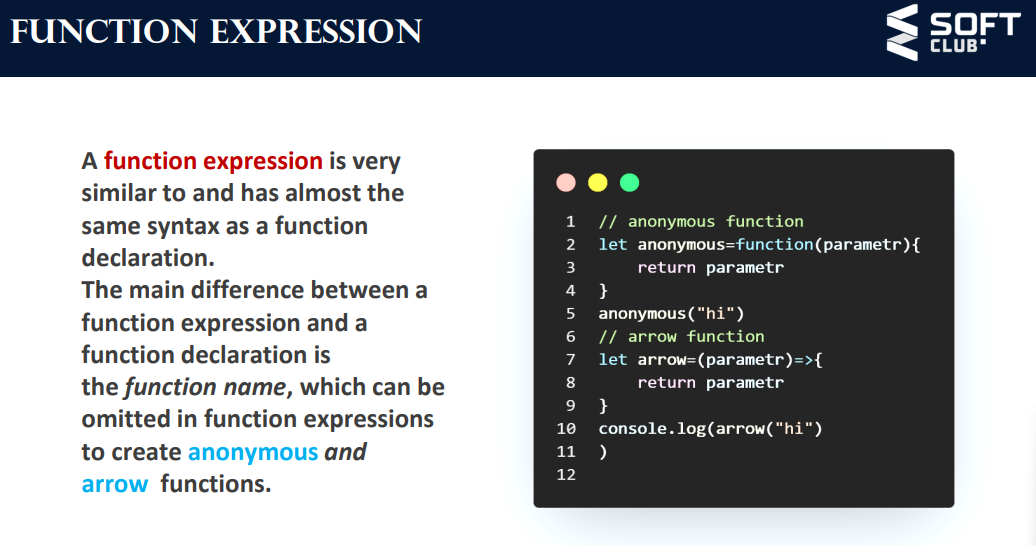 FUNCTION EXPRESSION
SOFT
CLUB
A function expression is very
similar to and has almost the
same syntax as a function
declaration.
The main difference between a
function expression and a
function declaration is
the function name, which can be
omitted in function expressions
to create anonymous and
arrow functions.
1 // anonymous function
2 let anonymous=function(parametr){
3 return parametr
4 }
5 anonymous("hi")
6 // arrow function
7 let arrow=(parametr)=>{
8 return parametr
9 }
10 console.log(arrow("hi")
11 )
12